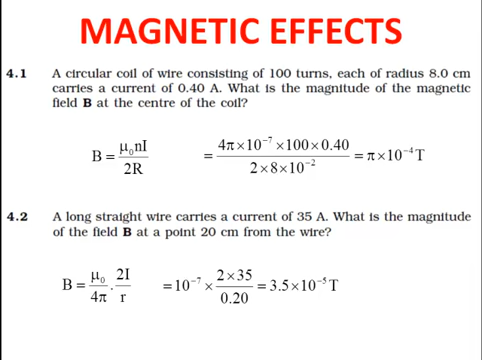 MAGNETIC EFFECTS
4.1 A circular coil of wire consisting of 100 turns, each of radius 8.0 cm
carries a current of 0.40 A. What is the magnitude of the magnetic
field B at the centre of the coil?
B = μ₀nI / 2R = 4π×10⁻⁷×100×0.40 / 2×8×10⁻² = π×10⁻⁴ T
4.2 A long straight wire carries a current of 35 A. What is the magnitude
of the field B at a point 20 cm from the wire?
B = μ₀/4π . 2I/r = 10⁻⁷ × 2×35 / 0.20 = 3.5×10⁻⁵ T